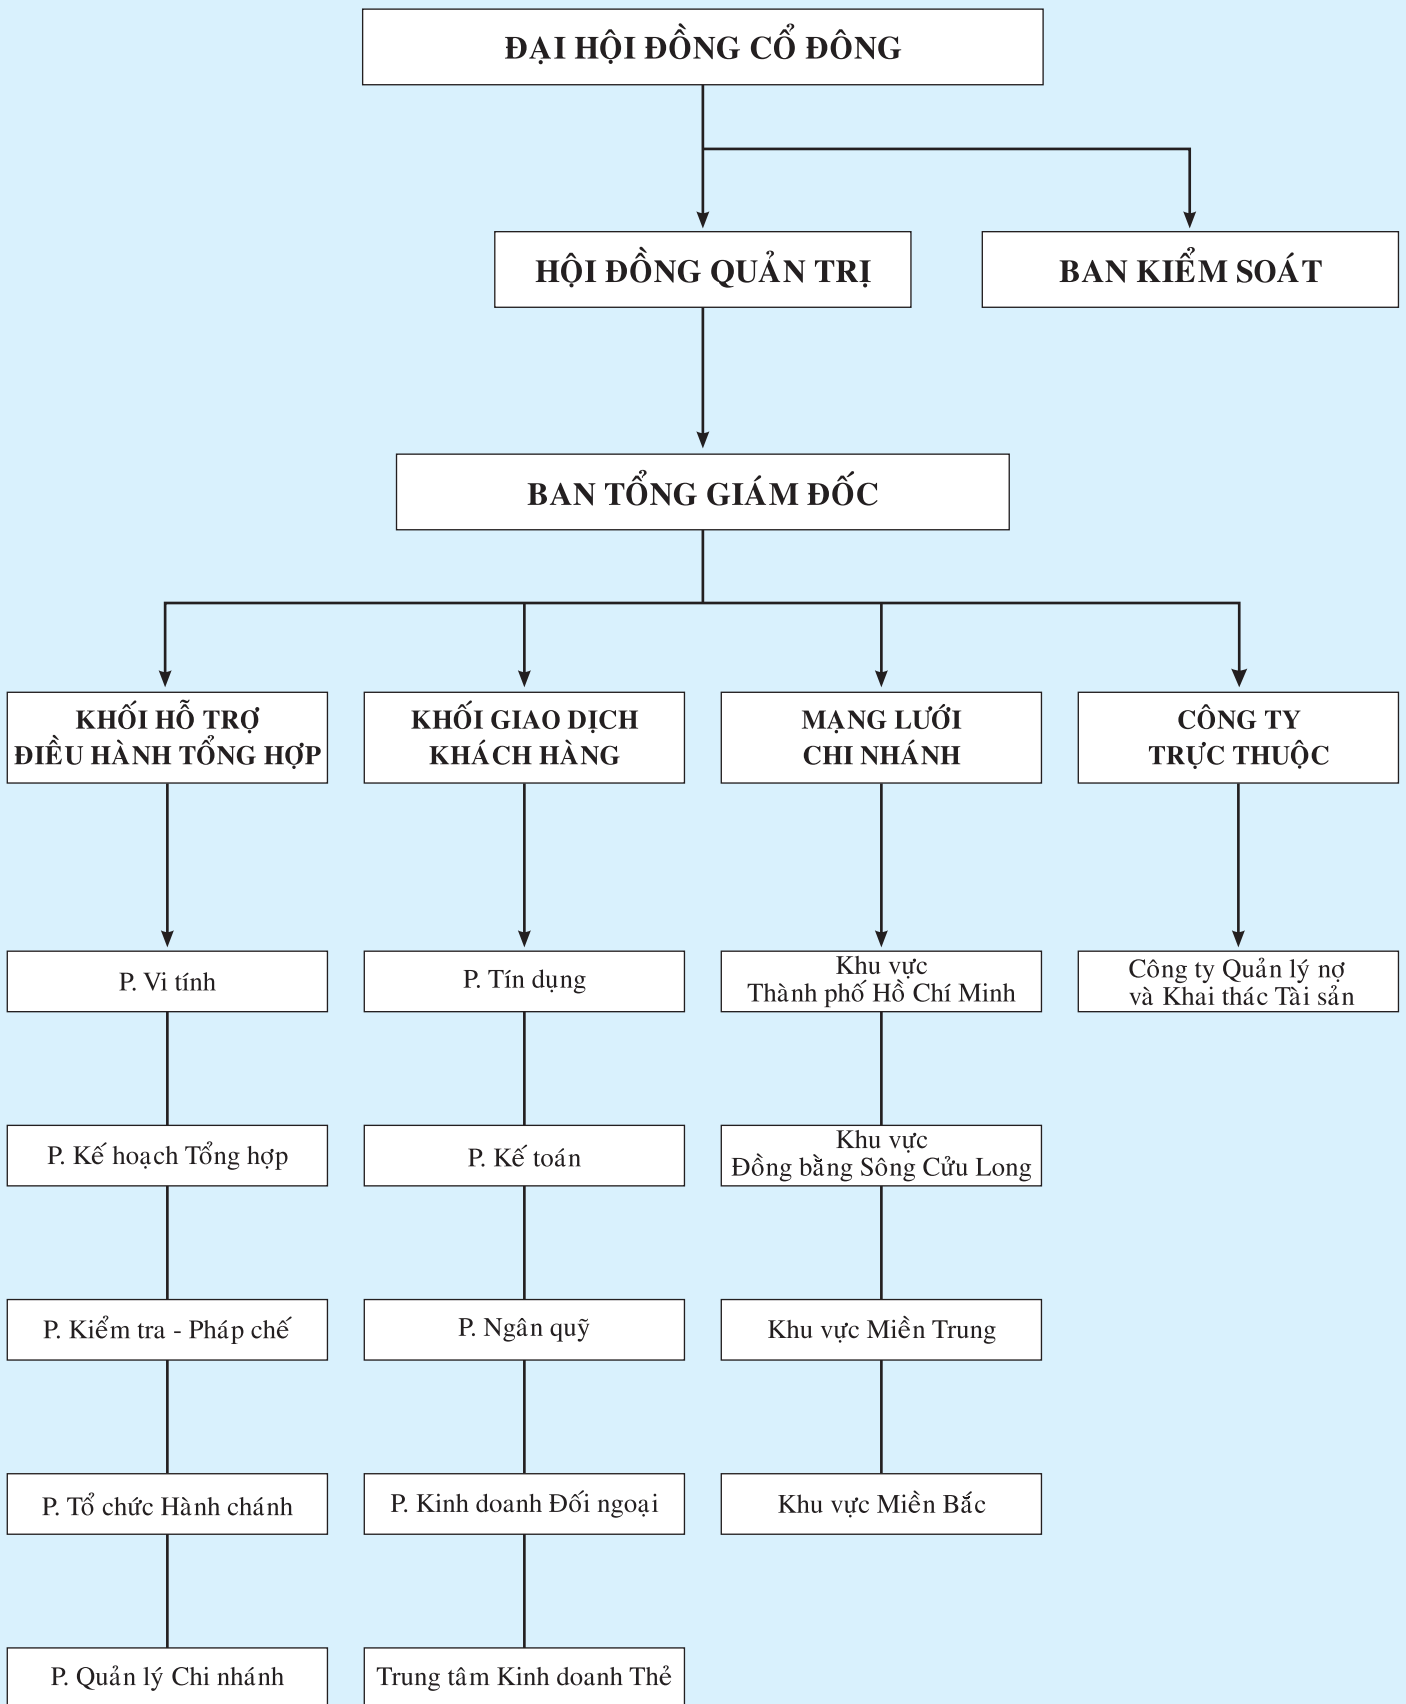 ĐẠI HỘI ĐỒNG CỔ ĐÔNG
HỘI ĐỒNG QUẢN TRỊ
BAN KIỂM SOÁT
BAN TỔNG GIÁM ĐỐC
KHỐI HỖ TRỢ
ĐIỀU HÀNH TỔNG HỢP
KHỐI GIAO DỊCH
KHÁCH HÀNG
MẠNG LƯỚI
CHI NHÁNH
CÔNG TY
TRỰC THUỘC
P. Vi tính
P. Tín dụng
Khu vực
Thành phố Hồ Chí Minh
Công ty Quản lý nợ
và Khai thác Tài sản
P. Kế hoạch Tổng hợp
P. Kế toán
Khu vực
Đồng bằng Sông Cửu Long
P. Kiểm tra - Pháp chế
P. Ngân quỹ
Khu vực Miền Trung
P. Tổ chức Hành chánh
P. Kinh doanh Đối ngoại
Khu vực Miền Bắc
P. Quản lý Chi nhánh
Trung tâm Kinh doanh Thẻ